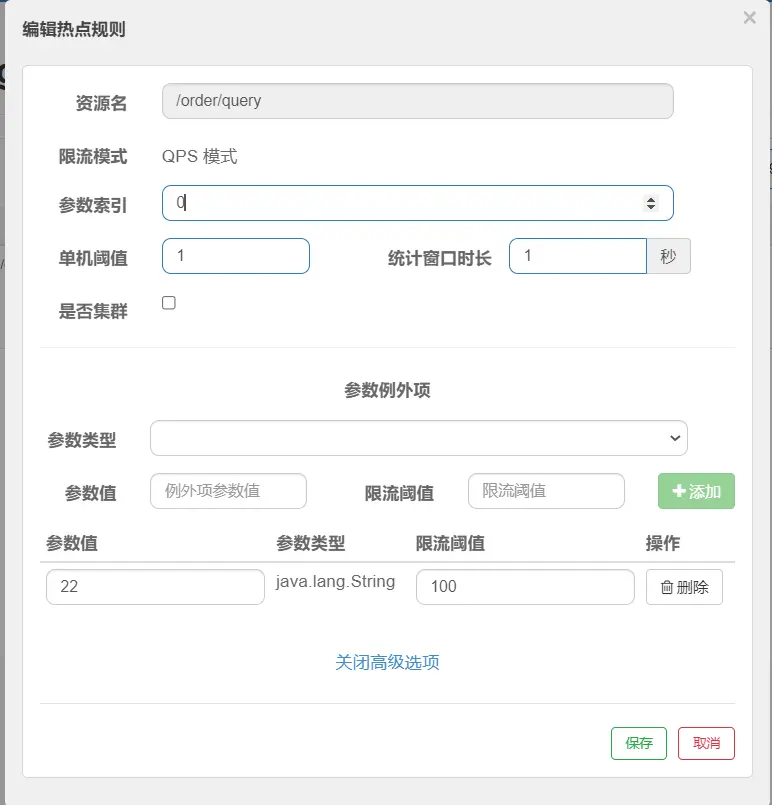 编辑热点规则
×
资源名 /order/query
限流模式 QPS 模式
参数索引 0
单机阈值 1 统计窗口时长 1 秒
是否集群
参数例外项
参数类型
参数值 例外项参数值 限流阈值 限流阈值 添加
参数值 参数类型 限流阈值 操作
22 java.lang.String 100 删除
关闭高级选项
保存 取消